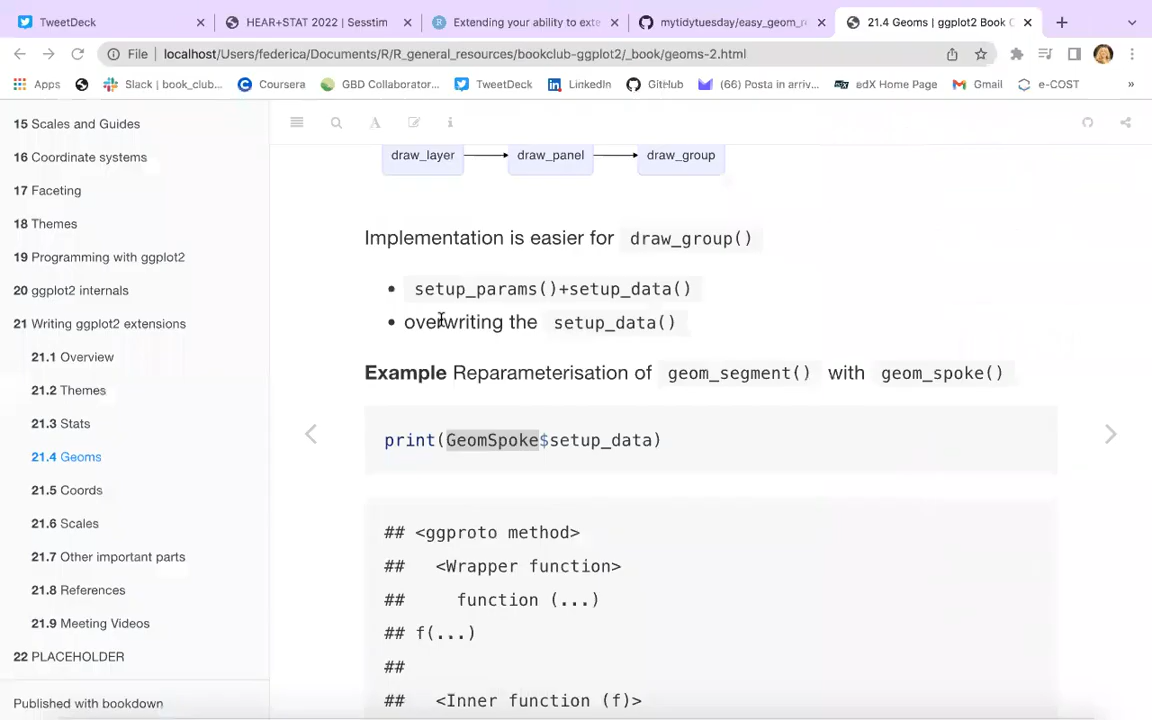 TweetDeck
HEAR+STAT 2022 | Sesstim
Extending your ability to exte
mytidytuesday/easy_geom_r
21.4 Geoms | ggplot2 Book C
File
localhost/Users/federica/Documents/R/R_general_resources/bookclub-ggplot2/_book/geoms-2.html
Apps
Slack | book_club...
Coursera
GBD Collaborator...
TweetDeck
LinkedIn
GitHub
(66) Posta in arriv...
adX Home Page
Gmail
e-COST
»
15 Scales and Guides
16 Coordinate systems
17 Faceting
18 Themes
19 Programming with ggplot2
20 ggplot2 internals
21 Writing ggplot2 extensions
21.1 Overview
21.2 Themes
21.3 Stats
21.4 Geoms
21.5 Coords
21.6 Scales
21.7 Other important parts
21.8 References
21.9 Meeting Videos
22 PLACEHOLDER
Published with bookdown
draw_layer
draw_panel
draw_group
Implementation is easier for draw_group()
• setup_params()+setup_data()
• overwriting the setup_data()
Example Reparameterisation of geom_segment() with geom_spoke()
print(GeomSpoke$setup_data)
## <ggproto method>
##   <Wrapper function>
##     function (...)
## f(...)
##
##   <Inner function (f)>